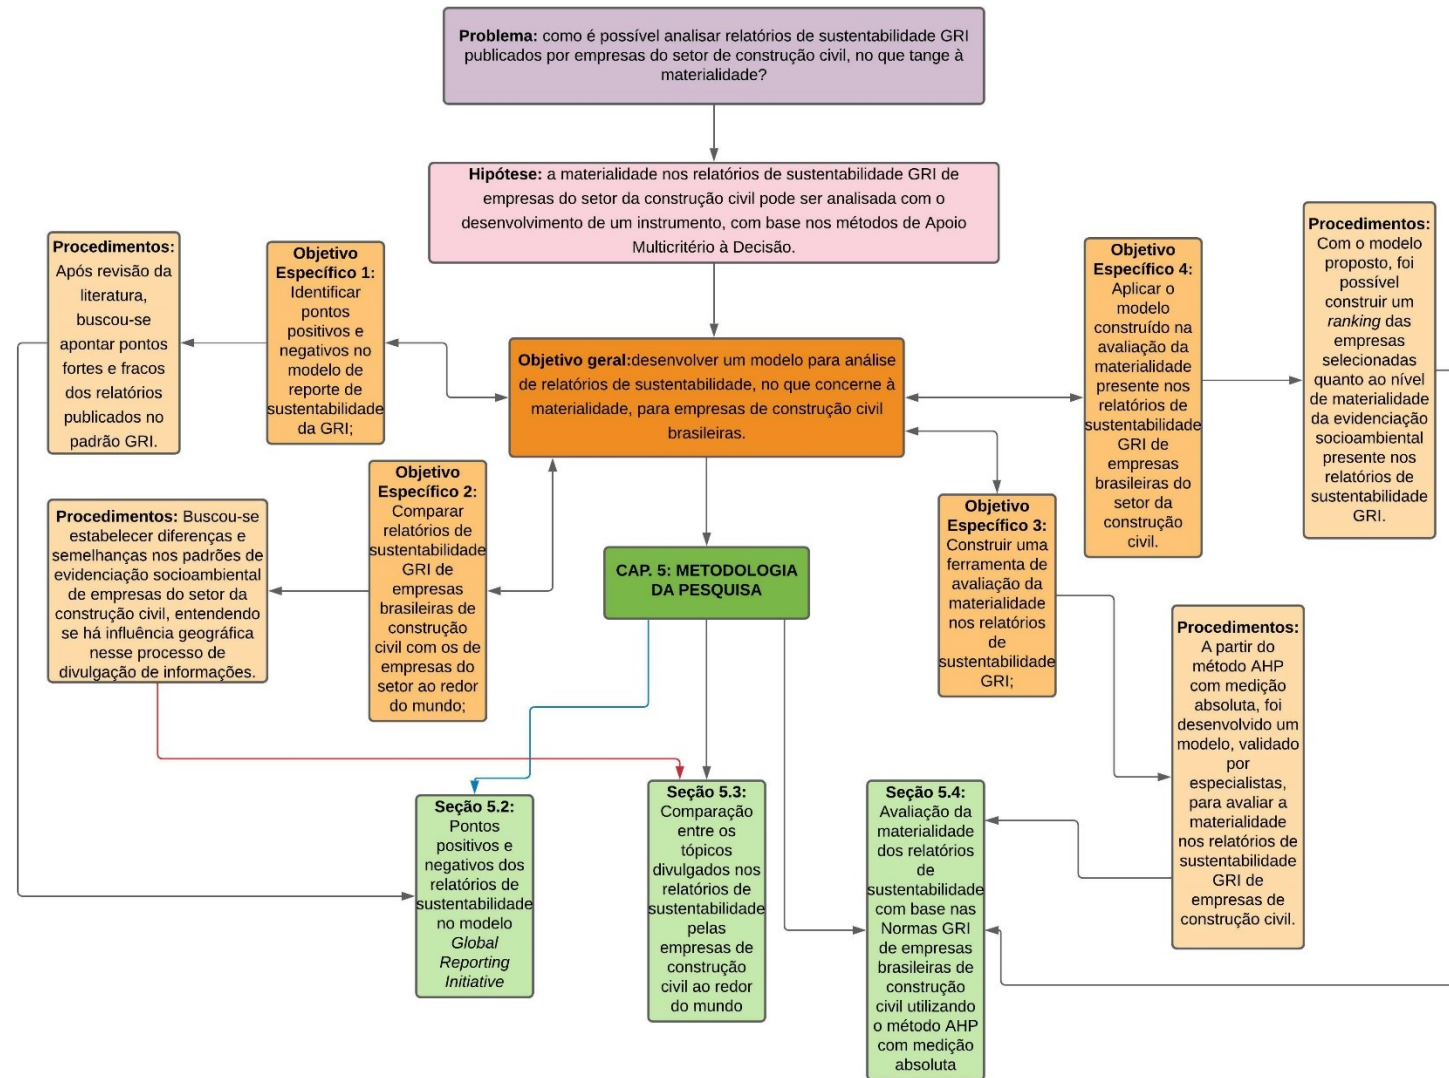 Problema: como é possível analisar relatórios de sustentabilidade GRI
publicados por empresas do setor de construção civil, no que tange à
materialidade?
Hipótese: a materialidade nos relatórios de sustentabilidade GRI de
empresas do setor da construção civil pode ser analisada com o
desenvolvimento de um instrumento, com base nos métodos de Apoio
Multicritério à Decisão.
Procedimentos:
Após revisão da
literatura,
buscou-se
apontar pontos
fortes e fracos
dos relatórios
publicados no
padrão GRI.
Objetivo
Específico 1:
Identificar
pontos
positivos e
negativos no
modelo de
reporte de
sustentabilidade
da GRI;
Objetivo geral:desenvolver um modelo para análise
de relatórios de sustentabilidade, no que concerne à
materialidade, para empresas de construção civil
brasileiras.
Objetivo
Específico 4:
Aplicar o
modelo
construído na
avaliação da
materialidade
presente nos
relatórios de
sustentabilidade
GRI de
empresas
brasileiras do
setor da
construção
civil.
Procedimentos:
Com o modelo
proposto, foi
possível
construir um
ranking das
empresas
selecionadas
quanto ao nível
de materialidade
da evidenciação
socioambiental
presente nos
relatórios de
sustentabilidade
GRI.
Procedimentos: Buscou-se
estabelecer diferenças e
semelhanças nos padrões de
evidenciação socioambiental
de empresas do setor da
construção civil, entendendo
se há influência geográfica
nesse processo de
divulgação de informações.
Objetivo
Específico 2:
Comparar
relatórios de
sustentabilidade
GRI de
empresas
brasileiras de
construção
civil com os de
empresas do
setor ao redor
do mundo;
CAP. 5: METODOLOGIA
DA PESQUISA
Objetivo
Específico 3:
Construir uma
ferramenta de
avaliação da
materialidade
nos relatórios
de
sustentabilidade
GRI;
Procedimentos:
A partir do
método AHP
com medição
absoluta, foi
desenvolvido um
modelo, validado
por
especialistas,
para avaliar a
materialidade
nos relatórios de
sustentabilidade
GRI de
empresas de
construção civil.
Seção 5.2:
Pontos
positivos e
negativos dos
relatórios de
sustentabilidade
no modelo
Global
Reporting
Initiative
Seção 5.3:
Comparação
entre os
tópicos
divulgados nos
relatórios de
sustentabilidade
pelas
empresas de
construção
civil ao redor
do mundo
Seção 5.4:
Avaliação da
materialidade
dos relatórios
de
sustentabilidade
com base nas
Normas GRI
de empresas
brasileiras de
construção
civil utilizando
o método AHP
com medição
absoluta